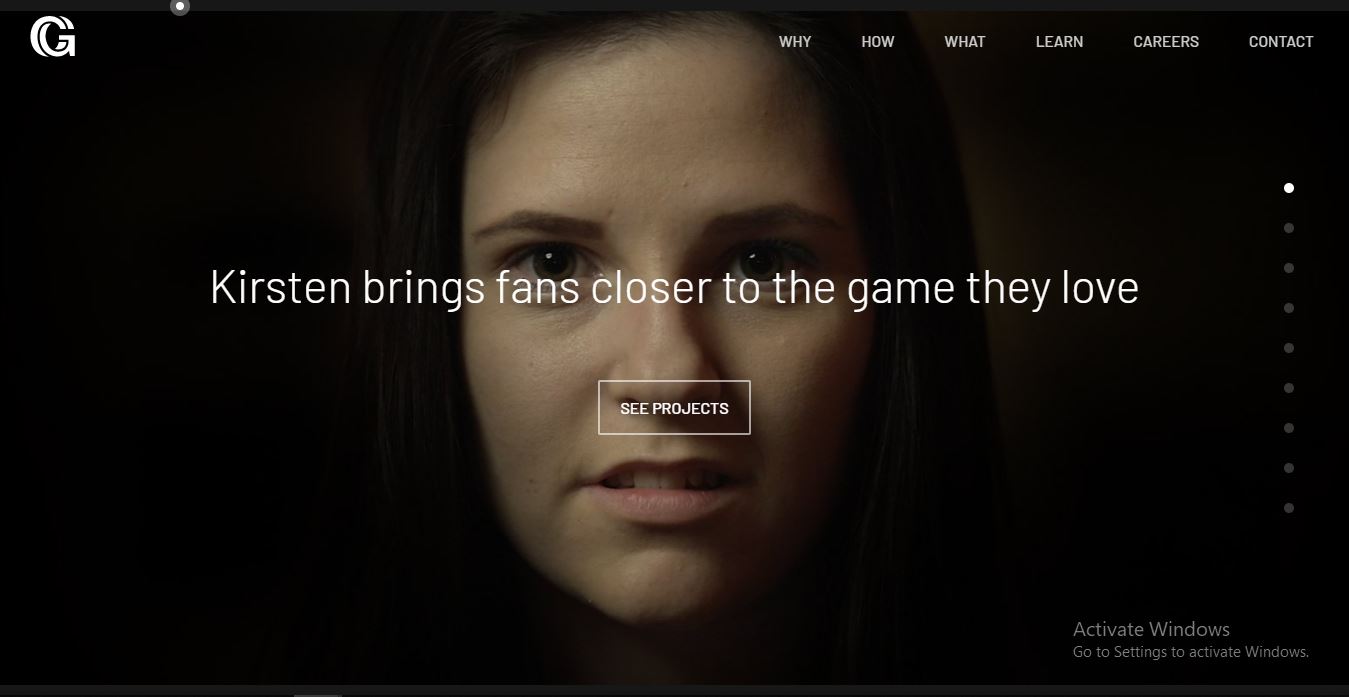 G
WHY HOW WHAT LEARN CAREERS CONTACT
Kirsten brings fans closer to the game they love
SEE PROJECTS
Activate Windows
Go to Settings to activate Windows.